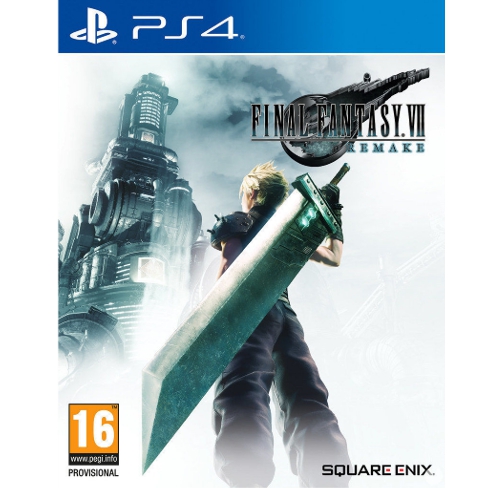 PS4
FINAL FANTASY.VII
REMAKE
16
www.pegi.info
PROVISIONAL
SQUARE ENIX.